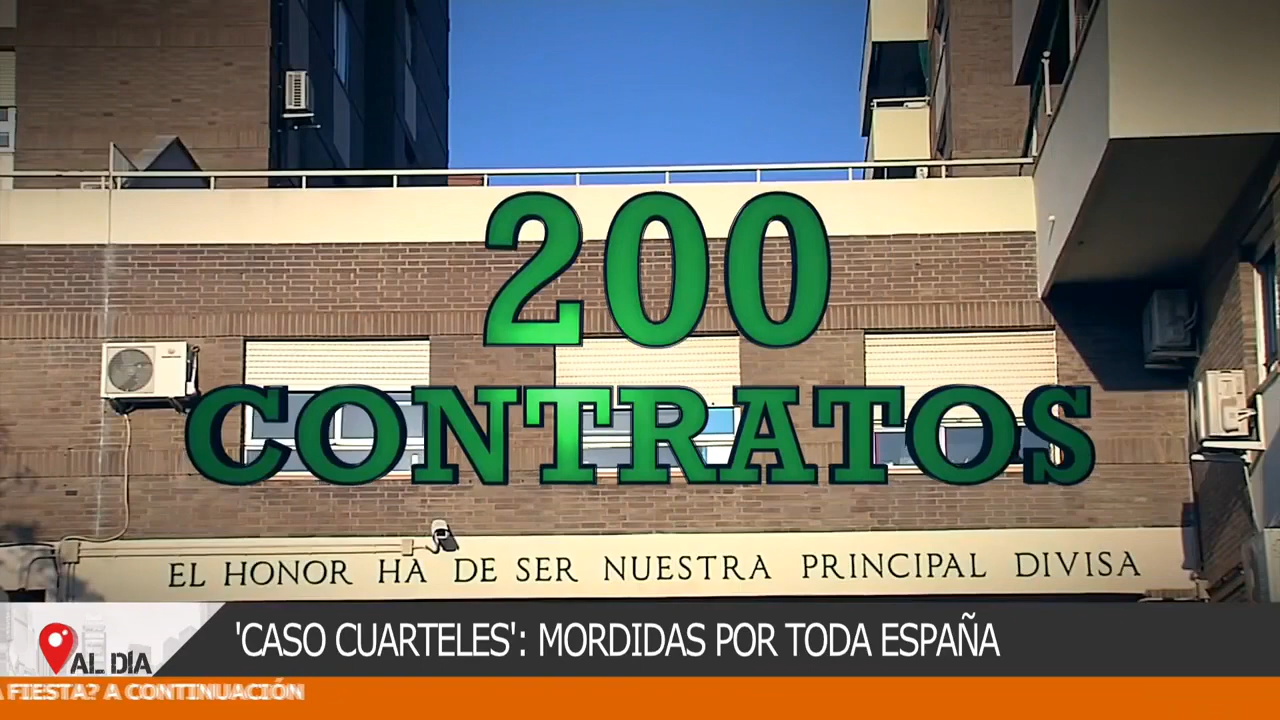 200
CONTRATOS
EL HONOR HA DE SER NUESTRA PRINCIPAL DIVISA
'CASO CUARTELES': MORDIDAS POR TODA ESPAÑA
AL DÍA
FIESTA? A CONTINUACIÓN